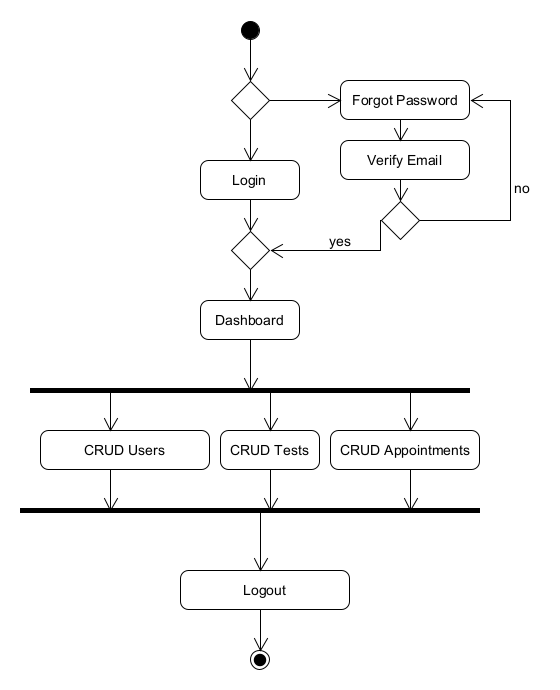 Forgot Password
Verify Email
Login
no
yes
Dashboard
CRUD Users
CRUD Tests
CRUD Appointments
Logout